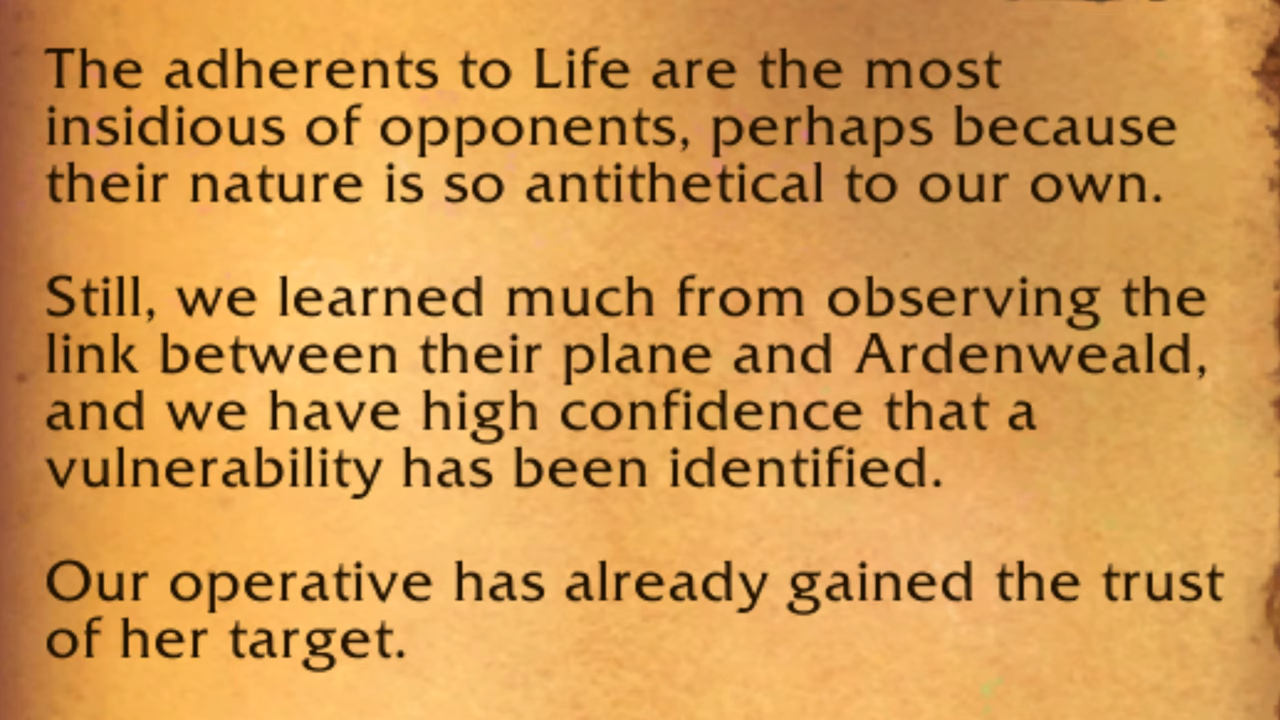 The adherents to Life are the most
insidious of opponents, perhaps because
their nature is so antithetical to our own.
Still, we learned much from observing the
link between their plane and Ardenweald,
and we have high confidence that a
vulnerability has been identified.
Our operative has already gained the trust
of her target.